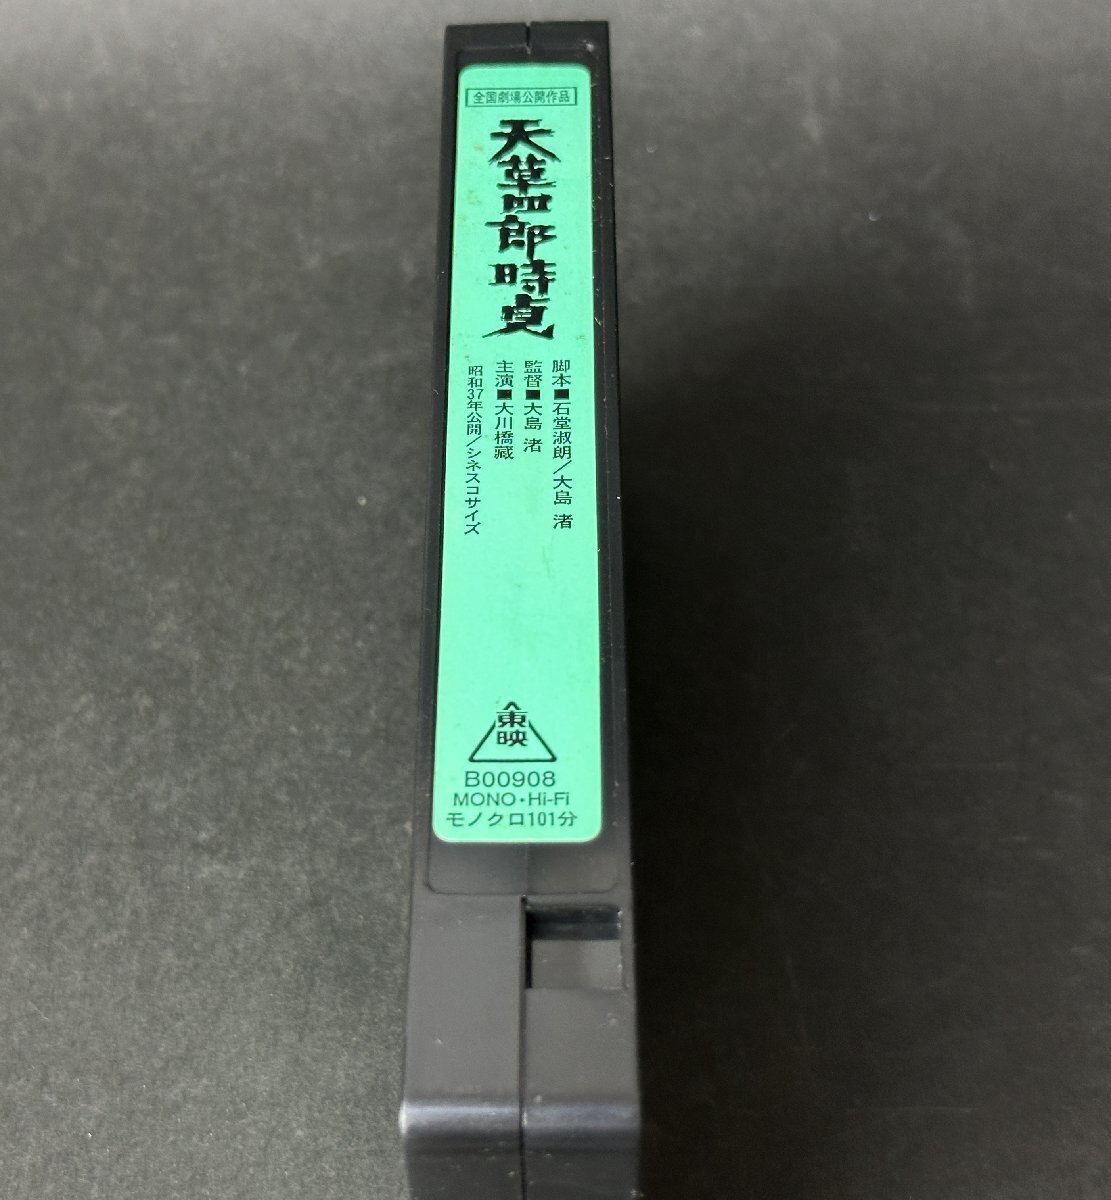 全国劇場公開作品
天草四郎時貞
脚本■石堂淑朗/大島 渚
監督■大島 渚
主演■大川橋蔵
昭和37年公開/シネスコサイズ
東映
B00908
MONO・Hi-Fi
モノクロ101分